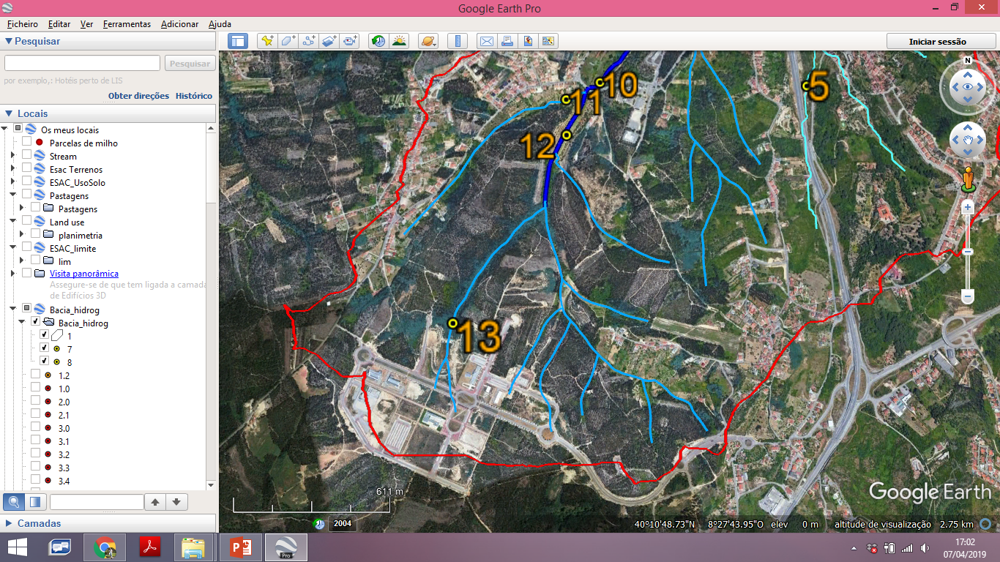 Google Earth Pro
Ficheiro Editar Ver Ferramentas Adicionar Ajuda
Pesquisar
Iniciar sessão
Pesquisar
por exemplo,: Hotéis perto de LIS
Obter direções Histórico
Locais
Os meus locais
Parcelas de milho
Stream
Esac Terrenos
ESAC_UsoSolo
Pastagens
Pastagens
Land use
planimetria
ESAC_limite
lim
Visita panorâmica
Assegure-se de que tem ligada a camada
de Edifícios 3D
Bacia_hidrog
Bacia_hidrog
1
7
8
1.2
1.0
2.0
2.1
3.0
3.1
3.2
3.3
3.4
Camadas
10
11
12
5
13
N
611 m
Google Earth
2004
40°10'48.73"N 8°27'43.95"O elev 0 m altitude de visualização 2.75 km
Pro
17:02
07/04/2019